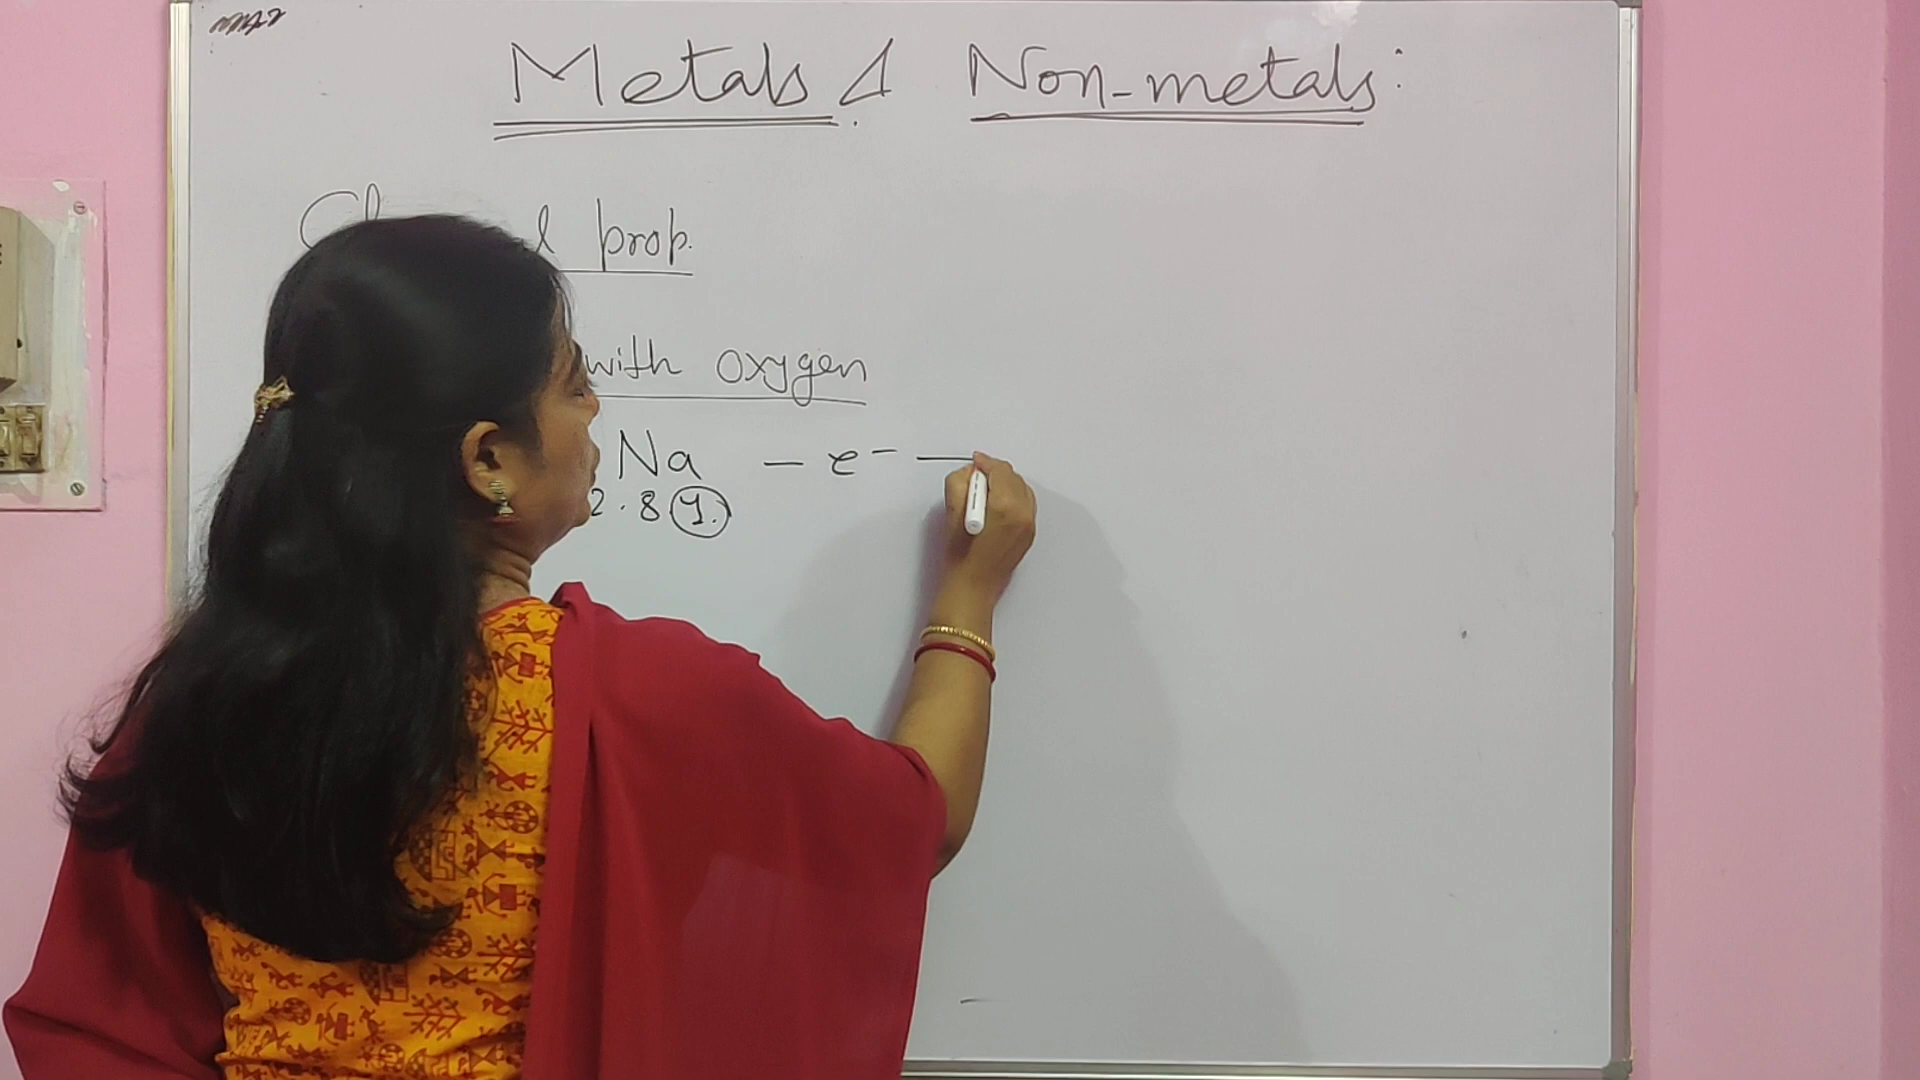 Metals & Non-metals:
prop.
with oxygen
Na - e⁻ —
2.8.1.